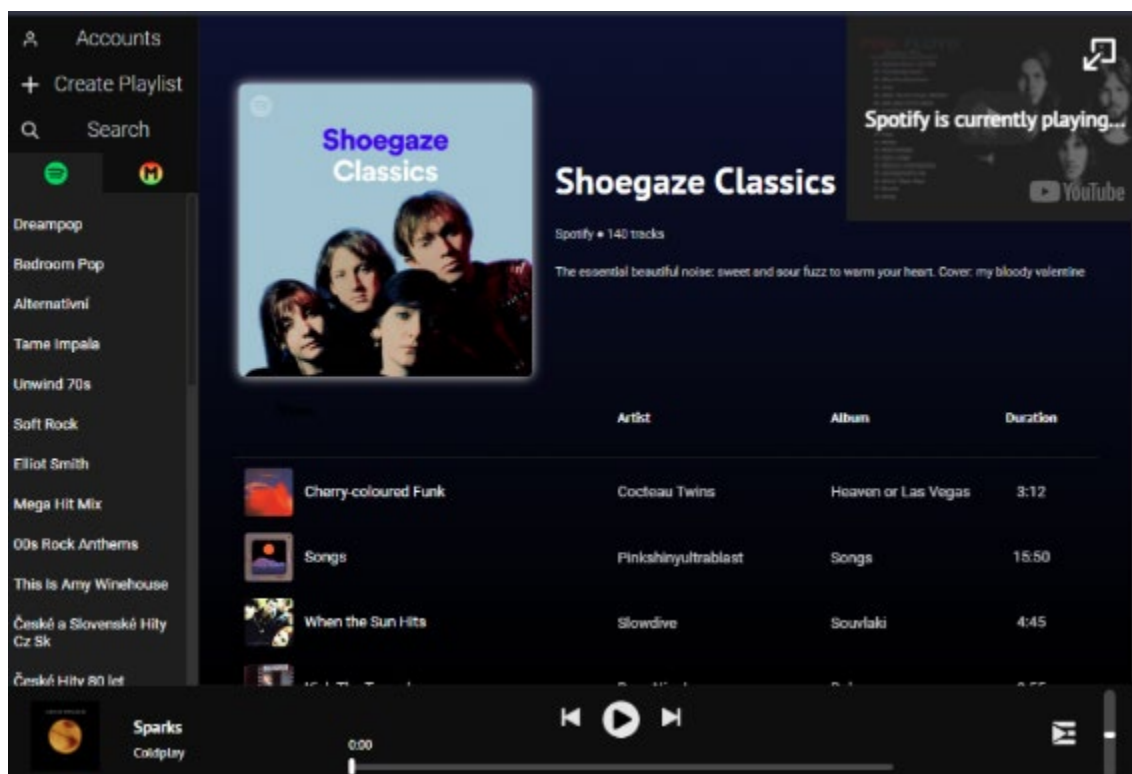 Accounts
Create Playlist
Search
M
Dreampop
Bedroom Pop
Alternativní
Tame Impala
Unwind 70s
Soft Rock
Elliot Smith
Mega Hit Mix
00s Rock Anthems
This Is Amy Winehouse
České a Slovenské Hity
Cz Sk
České Hity 80 let
Shoegaze
Classics
Shoegaze Classics
Spotify • 140 tracks
The essential beautiful noise: sweet and sour fuzz to warm your heart. Cover: my bloody valentine
Spotify is currently playing...
YouTube
Artist Album Duration
Cherry-coloured Funk Cocteau Twins Heaven or Las Vegas 3:12
Songs Pinkshinyultrablast Songs 15:50
When the Sun Hits Slowdive Souvlaki 4:45
Sparks
Coldplay
0:00